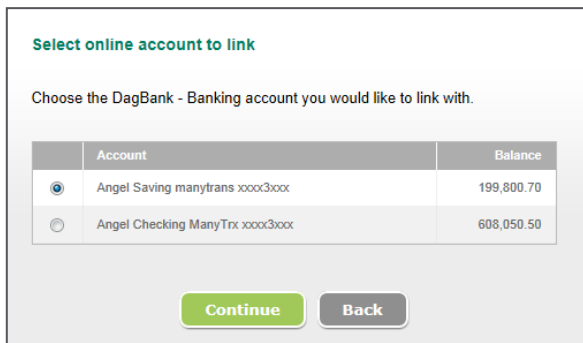 Select online account to link
Choose the DagBank - Banking account you would like to link with.
Account Balance
Angel Saving manytrans xxxx3xxx 199,800.70
Angel Checking ManyTrx xxxx3xxx 608,050.50
Continue Back